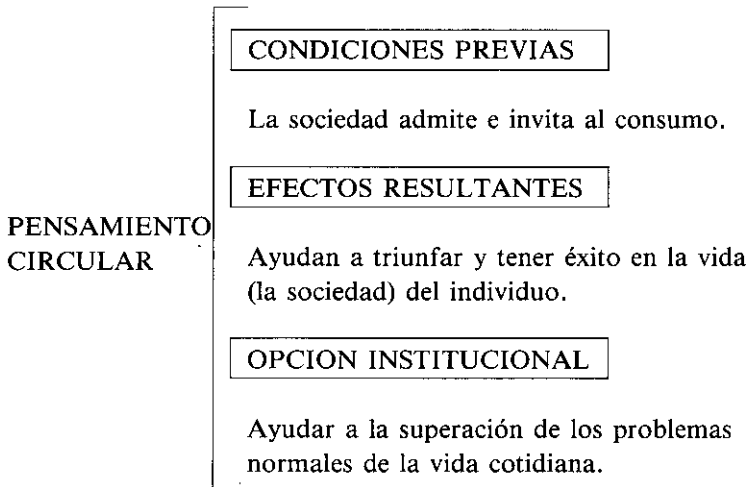 CONDICIONES PREVIAS
La sociedad admite e invita al consumo.
EFECTOS RESULTANTES
PENSAMIENTO
CIRCULAR
Ayudan a triunfar y tener éxito en la vida
(la sociedad) del individuo.
OPCION INSTITUCIONAL
Ayudar a la superación de los problemas
normales de la vida cotidiana.